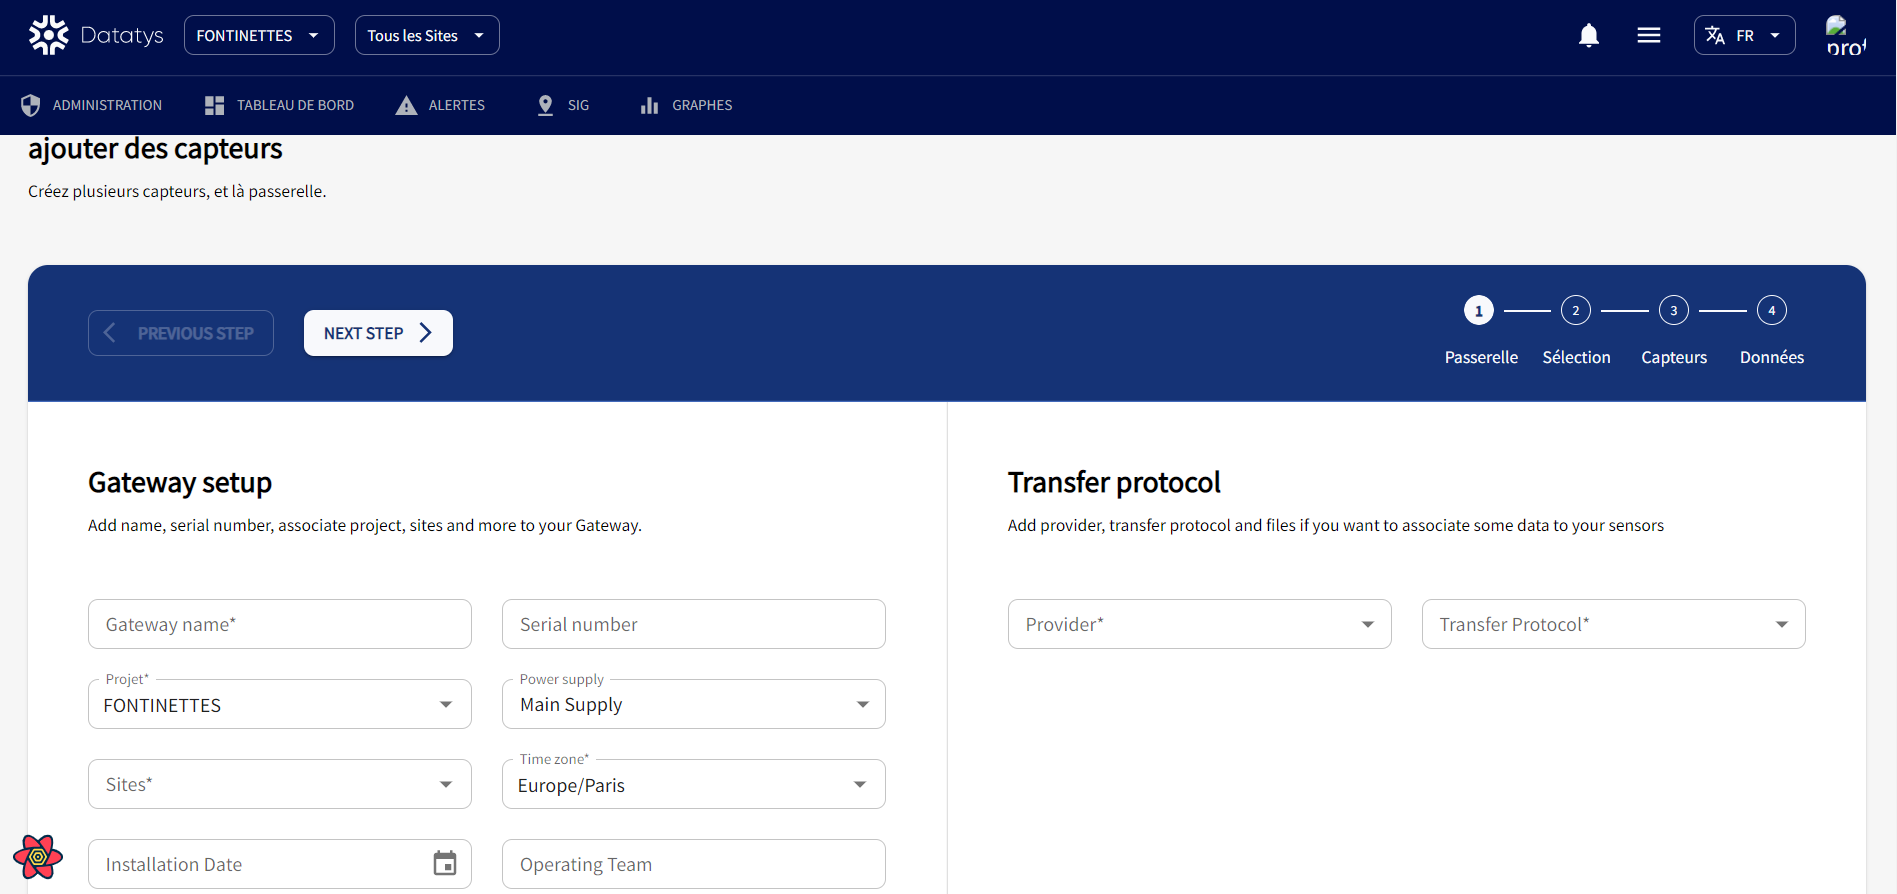 Datatys
FONTINETTES
Tous les Sites
FR
prof
ADMINISTRATION
TABLEAU DE BORD
ALERTES
SIG
GRAPHES
ajouter des capteurs
Créez plusieurs capteurs, et là passerelle.
PREVIOUS STEP
NEXT STEP
1
2
3
4
Passerelle
Sélection
Capteurs
Données
Gateway setup
Add name, serial number, associate project, sites and more to your Gateway.
Gateway name*
Serial number
Projet*
FONTINETTES
Power supply
Main Supply
Sites*
Time zone*
Europe/Paris
Installation Date
Operating Team
Transfer protocol
Add provider, transfer protocol and files if you want to associate some data to your sensors
Provider*
Transfer Protocol*